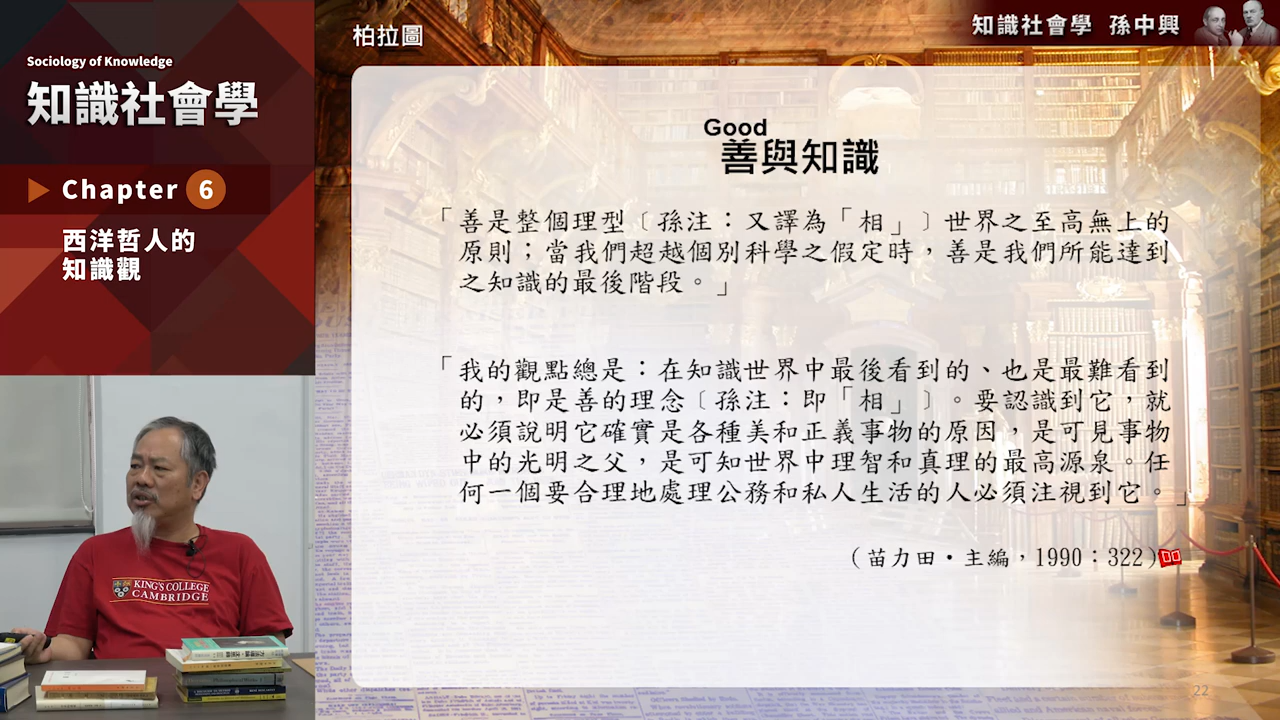 Sociology of Knowledge
知識社會學
Chapter 6
西洋哲人的
知識觀
柏拉圖
知識社會學 孫中興
Good
善與知識
「善是整個理型〔孫注：又譯為「相」〕世界之至高無上的
原則；當我們超越個別科學之假定時，善是我們所能達到
之知識的最後階段。」
「我的觀點總是：在知識世界中最後看到的、也是最難看到
的，即是善的理念〔孫注：即「相」〕。要認識到它，就
必須說明它確實是各種美和正義事物的原因，是可見事物
中的光明之父，是可知世界中理智和真理的最高源泉。任
何一個要合理地處理公務和私人生活的人必須注視到它。」
（苗力田・主編，1990：322）
KING'S COLLEGE
CAMBRIDGE
22